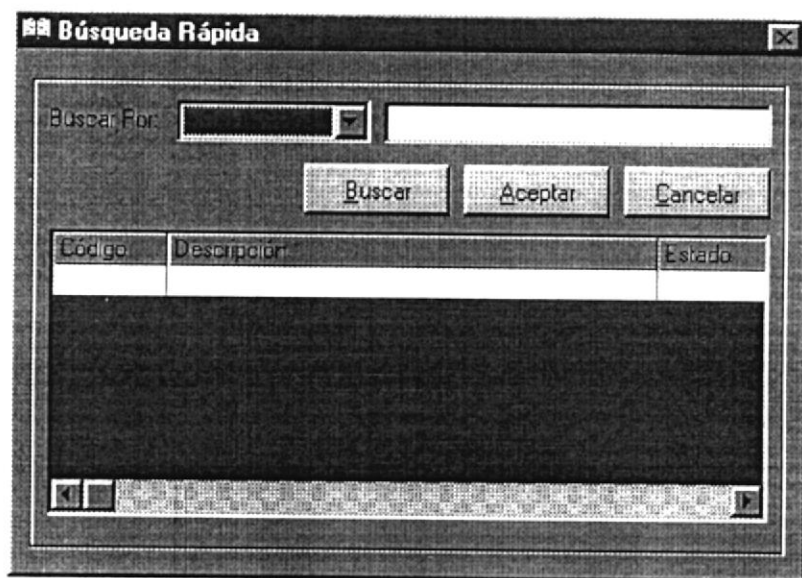 Búsqueda Rápida
Buscar Por:
Buscar Aceptar Cancelar
Código Descripción Estado